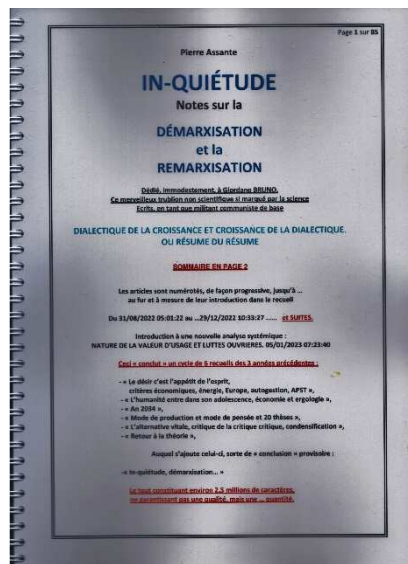 Page 1 sur 85
Pierre Assante
IN-QUIÉTUDE
Notes sur la
DÉMARXISATION
et la
REMARXISATION
Dédié, immodestement, à Giordano BRUNO,
Ce merveilleux trublion non scientifique si marqué par la science
Ecrits, en tant que militant communiste de base
DIALECTIQUE DE LA CROISSANCE ET CROISSANCE DE LA DIALECTIQUE.
OU RÉSUME DU RÉSUME
SOMMAIRE EN PAGE 2
Les articles sont numérotés, de façon progressive, jusqu'à ...
au fur et à mesure de leur introduction dans le recueil
Du 31/08/2022 05:01:22 au ...29/12/2022 10:33:27 ...... et SUITES.
Introduction à une nouvelle analyse systémique :
NATURE DE LA VALEUR D'USAGE ET LUTTES OUVRIERES. 05/01/2023 07:23:40
Ceci « conclut » un cycle de 6 recueils des 3 années précédentes :
- « Le désir c'est l'appétit de l'esprit,
critères économiques, énergie, Europe, autogestion, APST »,
- « L'humanité entre dans son adolescence, économie et ergologie »,
- « An 2034 »,
- « Mode de production et mode de pensée et 20 thèses »,
- « L'alternative vitale, critique de la critique critique, condensification »,
- « Retour à la théorie »,
Auquel s'ajoute celui-ci, sorte de « conclusion » provisoire :
-« In-quiétude, démarxisation... »
Le tout constituant environ 2,5 millions de caractères,
ne garantissant pas une qualité, mais une ... quantité.